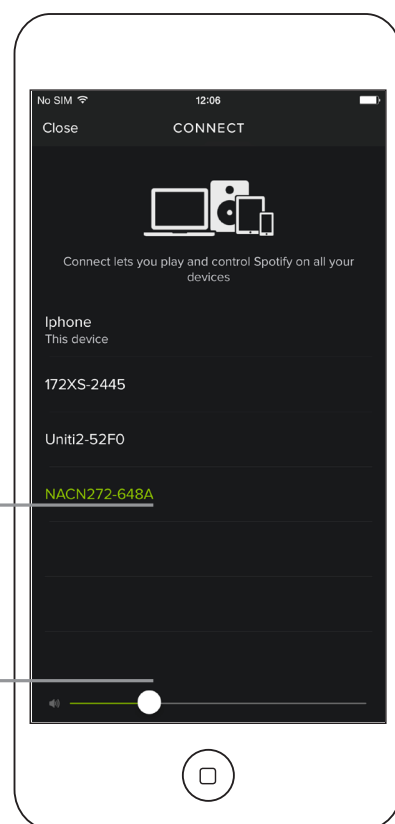 No SIM 12:06
Close CONNECT
Connect lets you play and control Spotify on all your
devices
Iphone
This device
172XS-2445
Uniti2-52F0
NACN272-648A